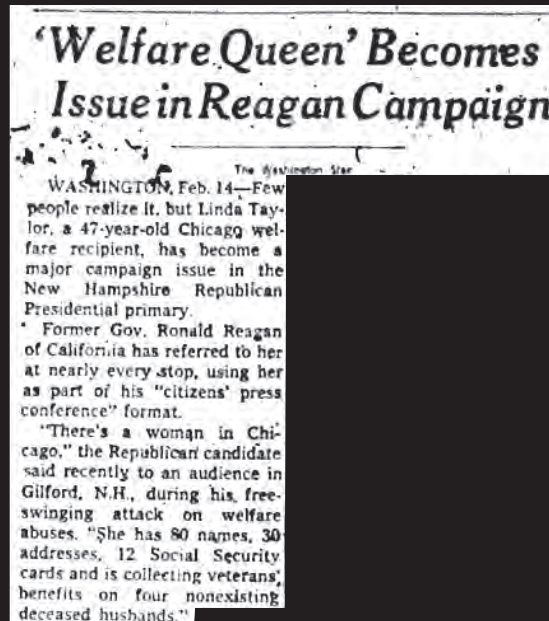 'Welfare Queen' Becomes
Issue in Reagan Campaign
The Washington Star
WASHINGTON, Feb. 14—Few
people realize it, but Linda Tay-
lor, a 47-year-old Chicago wel-
fare recipient, has become a
major campaign issue in the
New Hampshire Republican
Presidential primary.
Former Gov. Ronald Reagan
of California has referred to her
at nearly every stop, using her
as part of his "citizens' press
conference" format.
"There's a woman in Chi-
cago," the Republican candidate
said recently to an audience in
Gilford, N.H., during his free-
swinging attack on welfare
abuses. "She has 80 names, 30
addresses, 12 Social Security
cards and is collecting veterans'
benefits on four nonexisting
deceased husbands."